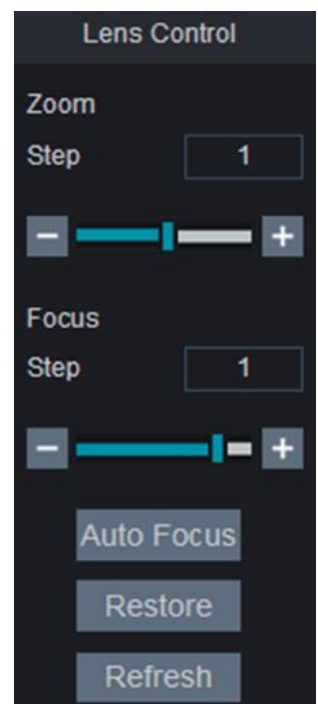 Lens Control
Zoom
Step 1
− +
Focus
Step 1
− +
Auto Focus
Restore
Refresh